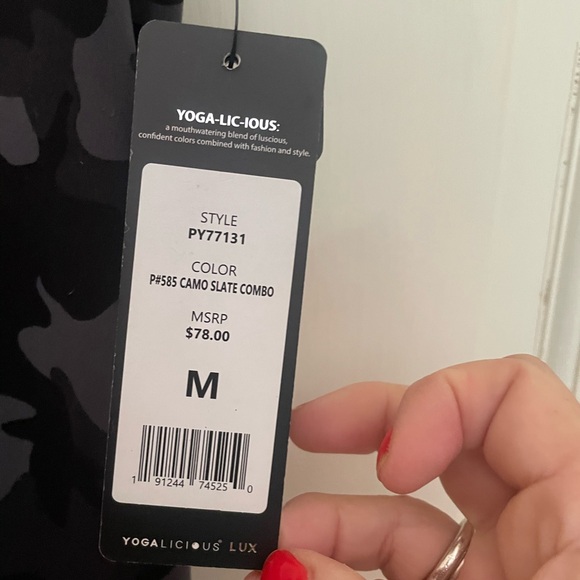 YOGA-LIC-IOUS:
a mouthwatering blend of luscious,
confident colors combined with fashion and style.
STYLE
PY77131
COLOR
P#585 CAMO SLATE COMBO
MSRP
$78.00
M
1 91244 74525 0
YOGALICIOUS® LUX